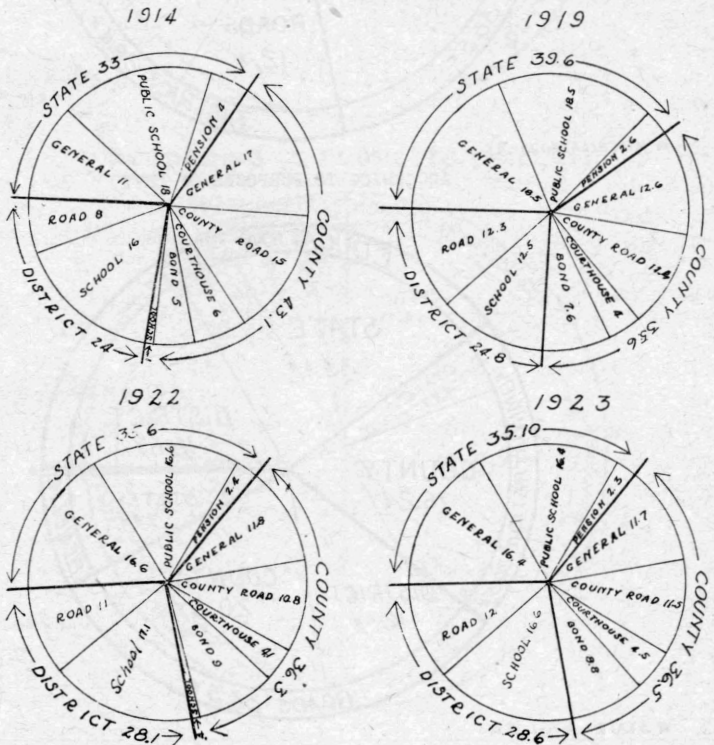 1914
STATE 33
PUBLIC SCHOOL 18
PENSION 4
GENERAL 11
GENERAL 17
ROAD 8
COUNTY ROAD 15
SCHOOL 16
COURTHOUSE 6
BOND 5
SCHOOL
DISTRICT 24
COUNTY 43.1
1919
STATE 39.6
PUBLIC SCHOOL 18.5
PENSION 2.6
GENERAL 18.5
GENERAL 12.6
ROAD 12.3
COUNTY ROAD 12.4
SCHOOL 12.5
COURTHOUSE 4
BOND 7.6
DISTRICT 24.8
COUNTY 35.6
1922
STATE 35.6
PUBLIC SCHOOL 16.6
PENSION 2.4
GENERAL 16.6
GENERAL 11.8
ROAD 11
COUNTY ROAD 10.8
School 17.1
COURTHOUSE 4.1
BOND 9
SCHOOL
DISTRICT 28.1
COUNTY 36.3
1923
STATE 35.10
PUBLIC SCHOOL 16.4
PENSION 2.3
GENERAL 16.4
GENERAL 11.7
ROAD 12
COUNTY ROAD 11.5
SCHOOL 16.6
COURTHOUSE 4.5
BOND 8.8
DISTRICT 28.6
COUNTY 36.5